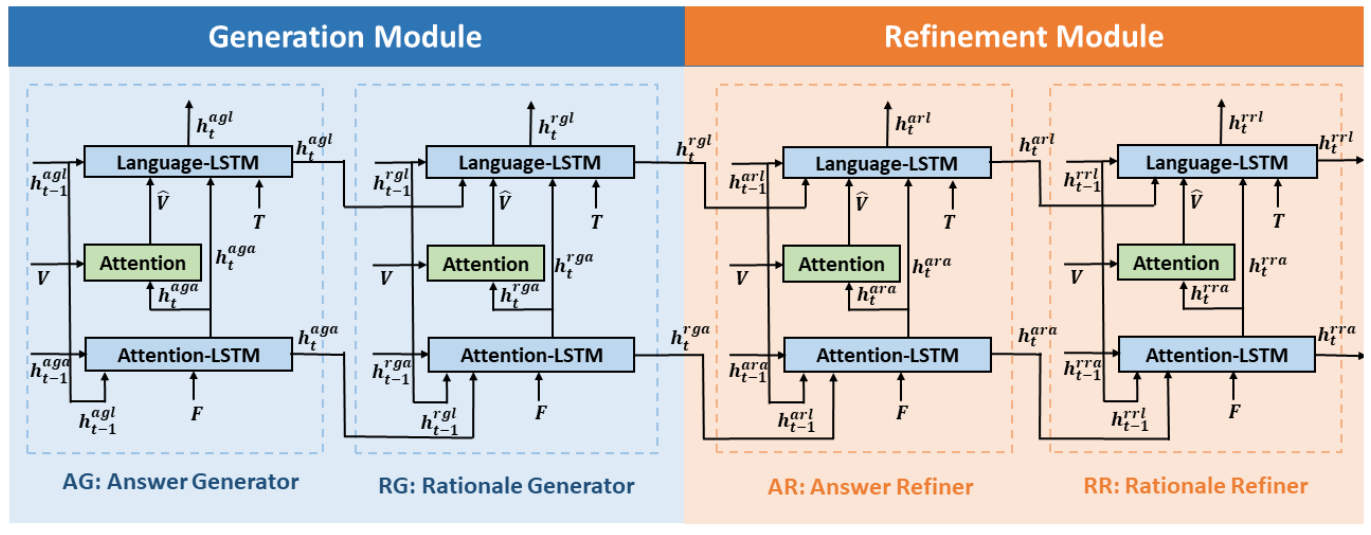 Generation Module
Refinement Module
h_t^{agl}
h_t^{rgl}
h_t^{arl}
h_t^{rrl}
Language-LSTM
h_t^{agl}
Language-LSTM
h_t^{rgl}
Language-LSTM
h_t^{arl}
Language-LSTM
h_t^{rrl}
h_{t-1}^{agl}
V̂
T
h_{t-1}^{rgl}
V̂
T
h_{t-1}^{arl}
V̂
T
h_{t-1}^{rrl}
V̂
T
V
Attention
h_t^{aga}
V
Attention
h_t^{rga}
V
Attention
h_t^{ara}
V
Attention
h_t^{rra}
h_t^{aga}
h_t^{rga}
h_t^{ara}
h_t^{rra}
Attention-LSTM
h_t^{aga}
Attention-LSTM
h_t^{rga}
Attention-LSTM
h_t^{ara}
Attention-LSTM
h_t^{rra}
h_{t-1}^{aga}
h_{t-1}^{rga}
h_{t-1}^{ara}
h_{t-1}^{rra}
h_{t-1}^{agl}
F
h_{t-1}^{rgl}
F
h_{t-1}^{arl}
F
h_{t-1}^{rrl}
F
AG: Answer Generator
RG: Rationale Generator
AR: Answer Refiner
RR: Rationale Refiner